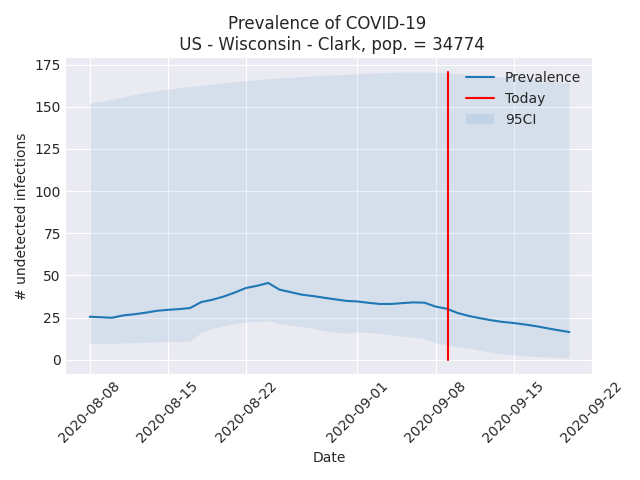 Prevalence of COVID-19
US - Wisconsin - Clark, pop. = 34774
175
150
125
100
75
50
25
0
# undetected infections
Prevalence
Today
95CI
2020-08-08
2020-08-15
2020-08-22
2020-09-01
2020-09-08
2020-09-15
2020-09-22
Date